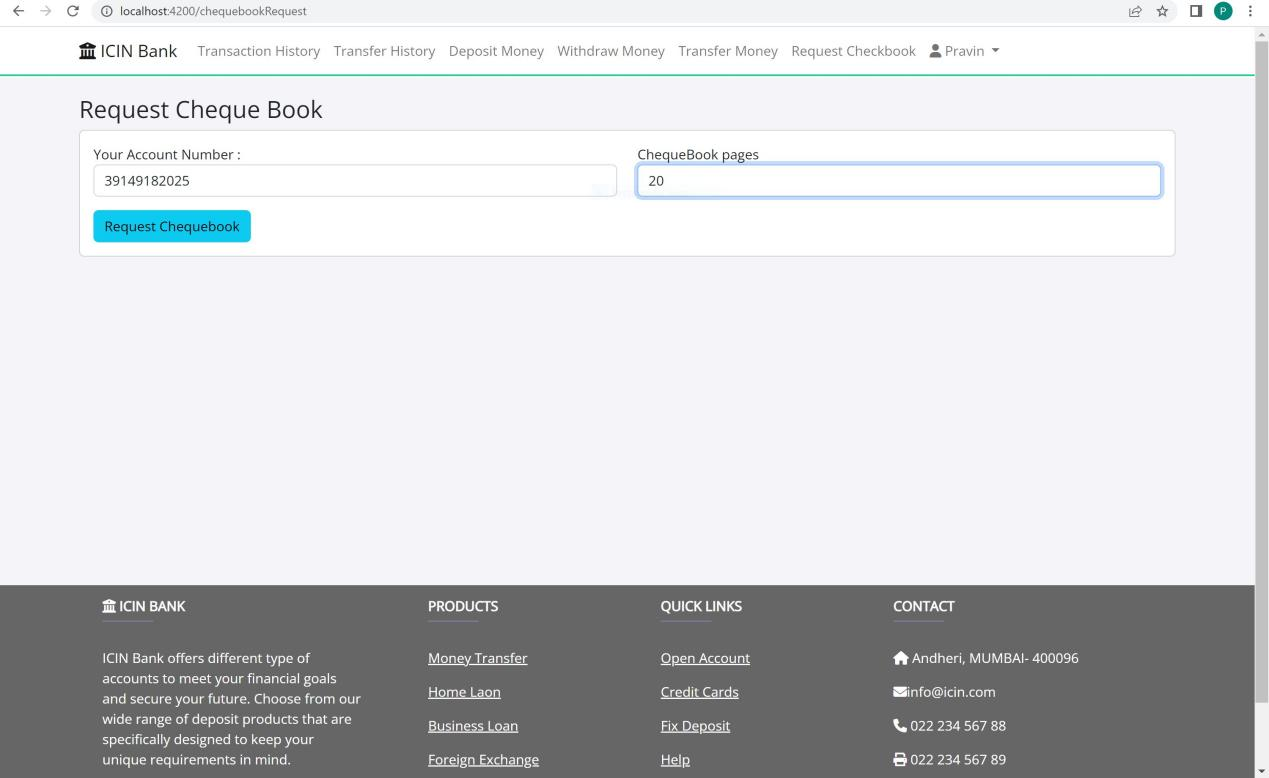 localhost:4200/chequebookRequest
P
ICIN Bank Transaction History Transfer History Deposit Money Withdraw Money Transfer Money Request Checkbook Pravin
Request Cheque Book
Your Account Number :
39149182025
ChequeBook pages
20
Request Chequebook
ICIN BANK
ICIN Bank offers different type of
accounts to meet your financial goals
and secure your future. Choose from our
wide range of deposit products that are
specifically designed to keep your
unique requirements in mind.
PRODUCTS
Money Transfer
Home Laon
Business Loan
Foreign Exchange
QUICK LINKS
Open Account
Credit Cards
Fix Deposit
Help
CONTACT
Andheri, MUMBAI- 400096
info@icin.com
022 234 567 88
022 234 567 89